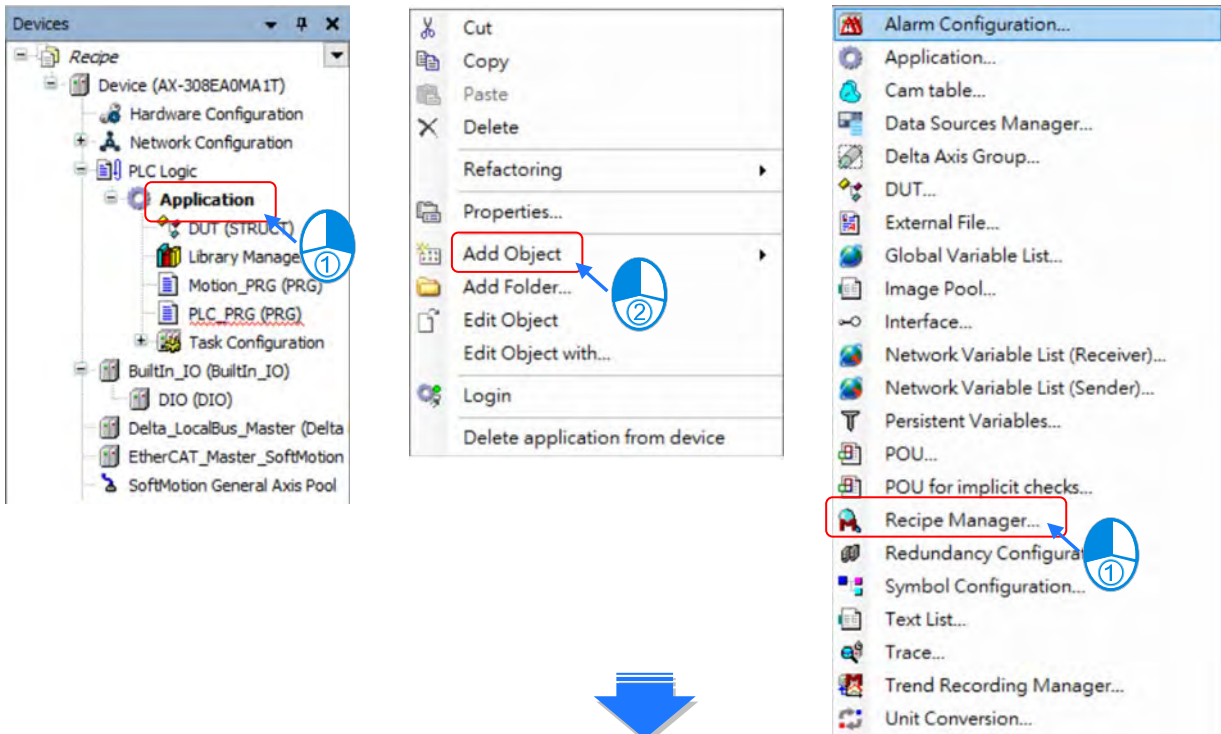 Devices
Recipe
Device (AX-308EA0MA1T)
Hardware Configuration
Network Configuration
PLC Logic
Application
DUT (STRUCT)
Library Manage
Motion_PRG (PRG)
PLC_PRG (PRG)
Task Configuration
BuiltIn_IO (BuiltIn_IO)
DIO (DIO)
Delta_LocalBus_Master (Delta
EtherCAT_Master_SoftMotion
SoftMotion General Axis Pool
①
Cut
Copy
Paste
Delete
Refactoring
Properties...
Add Object
Add Folder...
②
Edit Object
Edit Object with...
Login
Delete application from device
Alarm Configuration...
Application...
Cam table...
Data Sources Manager...
Delta Axis Group...
DUT...
External File...
Global Variable List...
Image Pool...
Interface...
Network Variable List (Receiver)...
Network Variable List (Sender)...
Persistent Variables...
POU...
POU for implicit checks...
Recipe Manager...
Redundancy Configurat
①
Symbol Configuration...
Text List...
Trace...
Trend Recording Manager...
Unit Conversion...